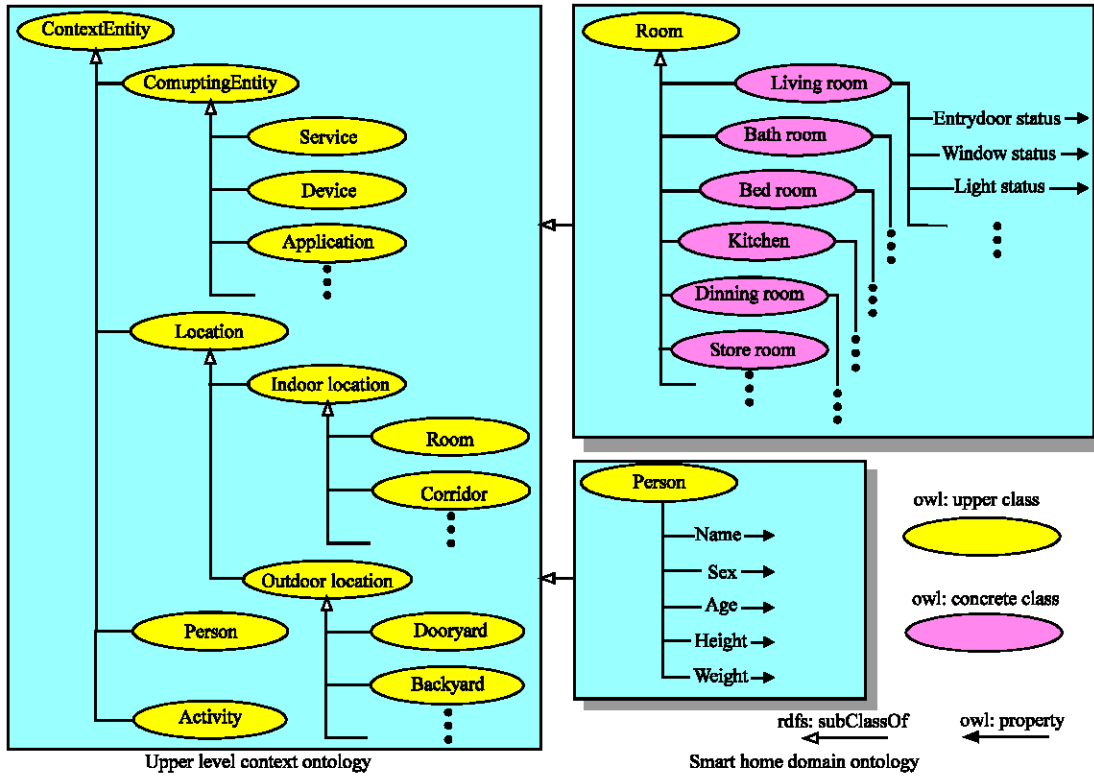 ContextEntity
ComuptingEntity
Service
Device
Application
Location
Indoor location
Room
Corridor
Outdoor location
Dooryard
Person
Backyard
Activity
Upper level context ontology
Room
Living room
Entrydoor status
Bath room
Window status
Bed room
Light status
Kitchen
Dinning room
Store room
Person
Name
Sex
Age
Height
Weight
owl: upper class
owl: concrete class
rdfs: subClassOf
owl: property
Smart home domain ontology